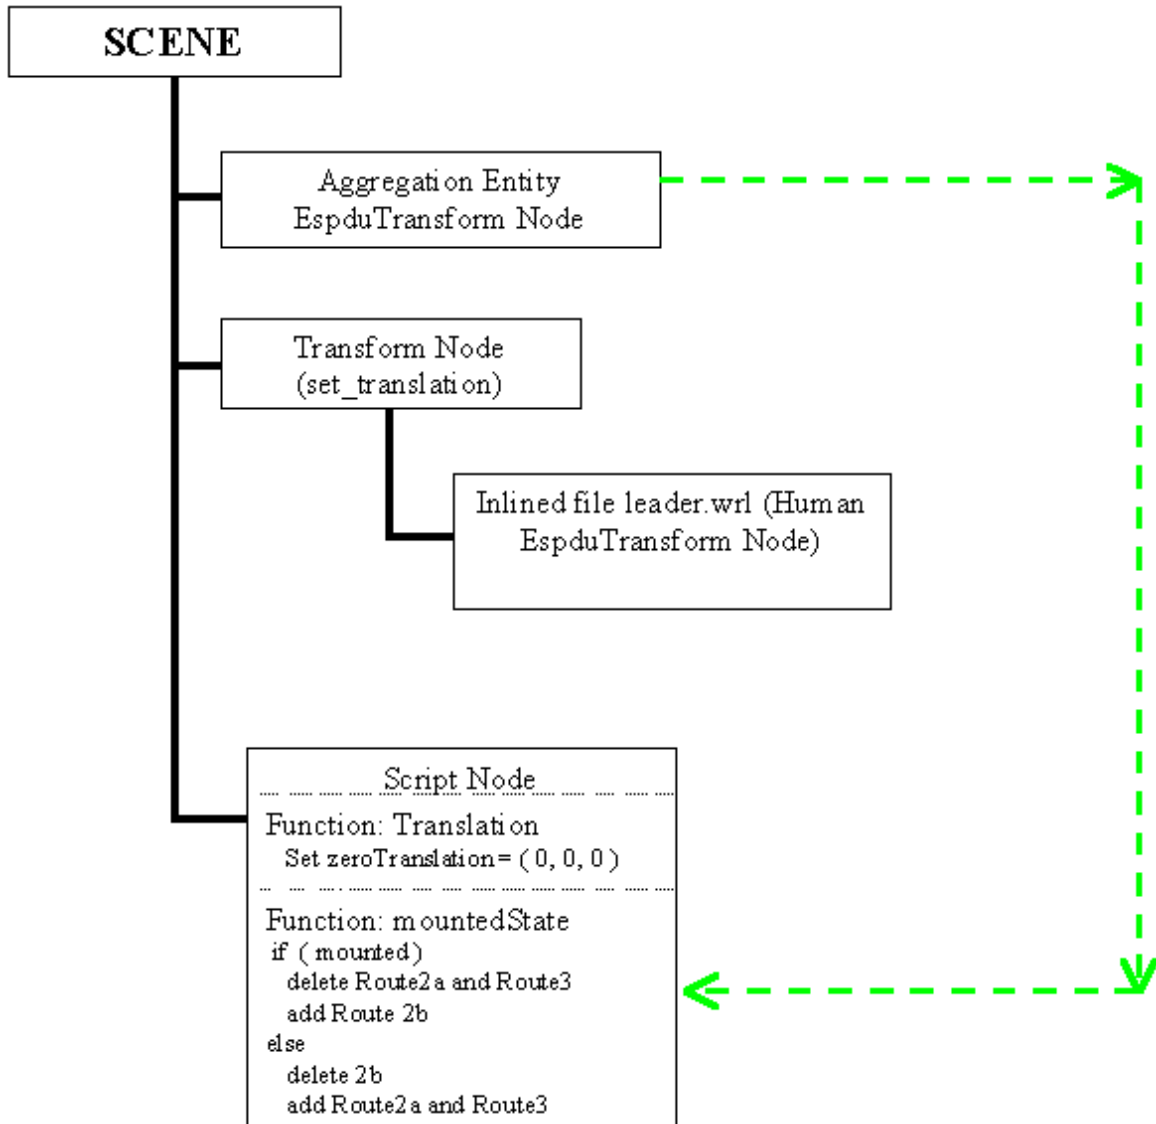 SCENE
Aggregation Entity
EspduTransform Node
Transform Node
(set_translation)
Inlined file leader.wrl (Human
EspduTransform Node)
Script Node
Function: Translation
Set zeroTranslation = ( 0, 0, 0 )
Function: mountedState
if ( mounted )
delete Route2a and Route3
add Route 2b
else
delete 2b
add Route2a and Route3